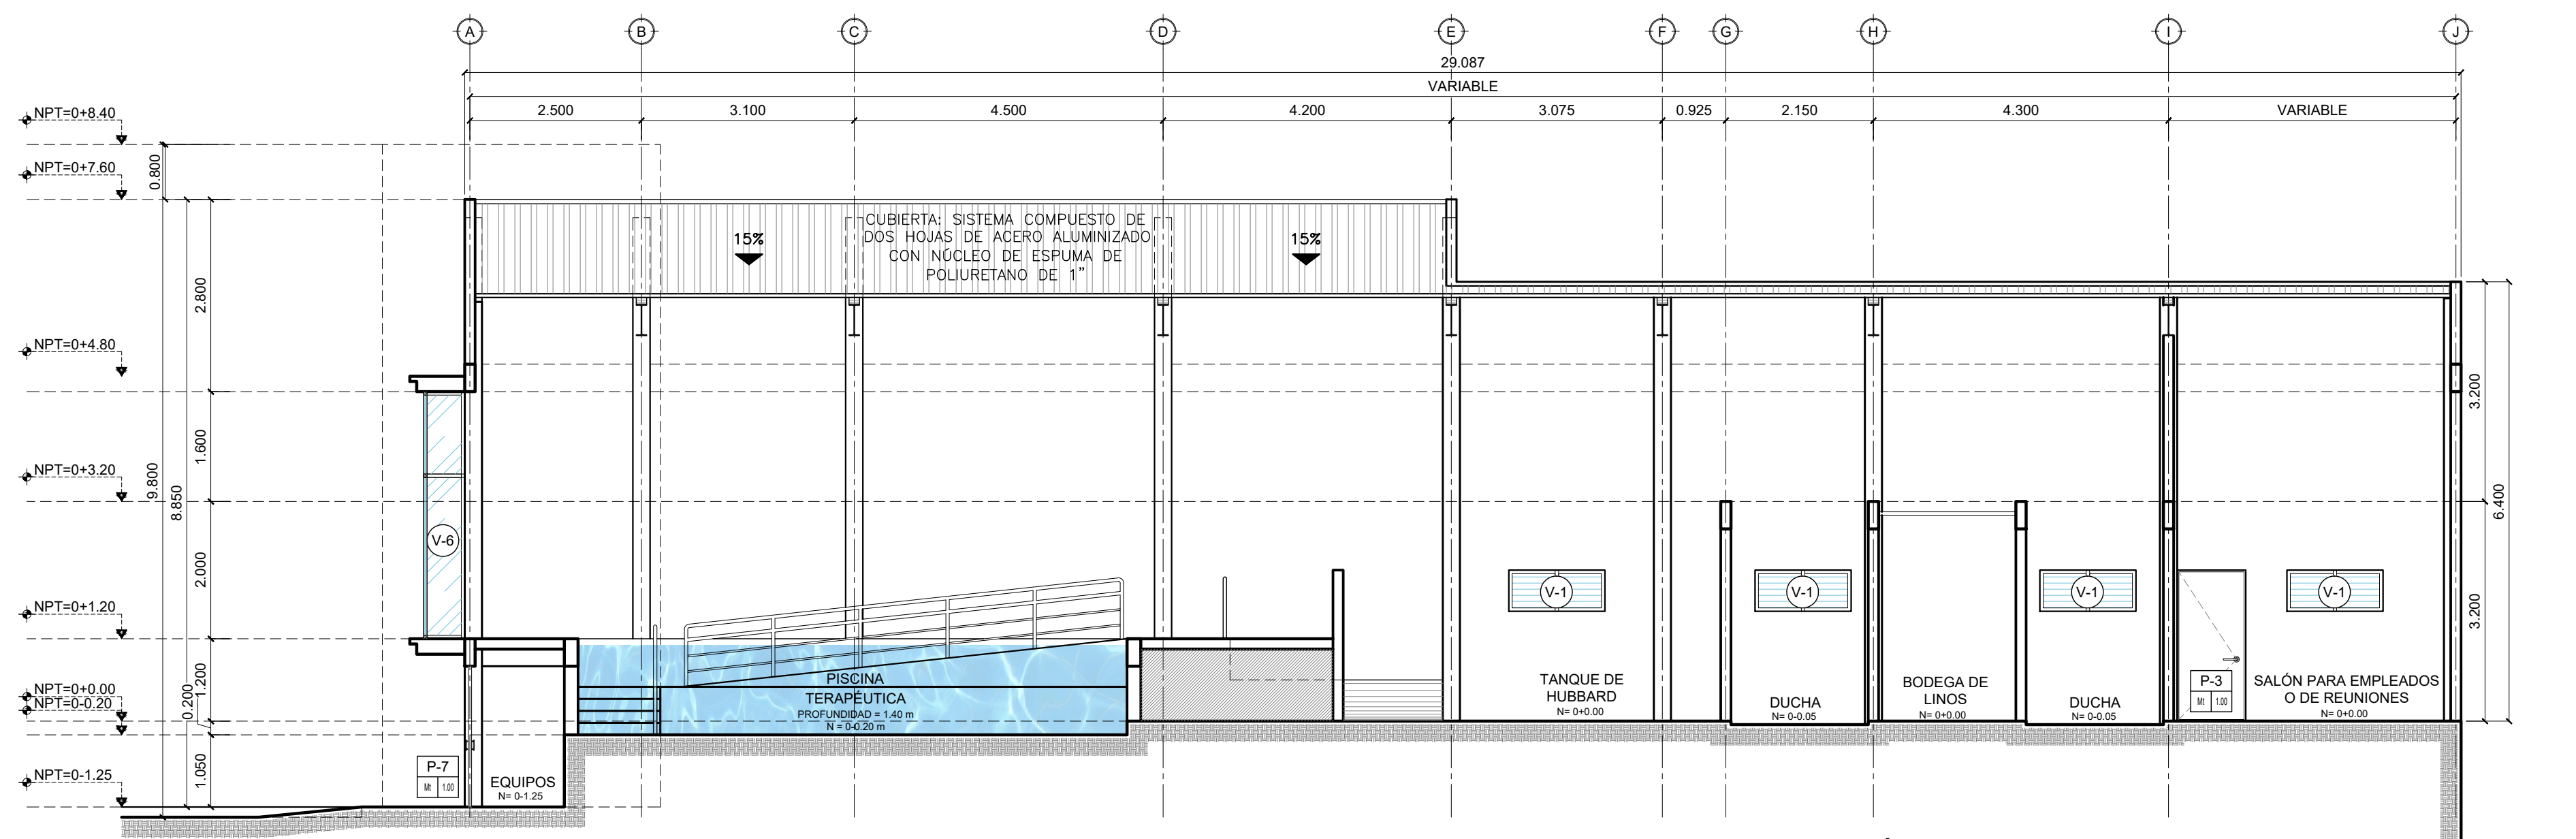 A B C D E F G H I J
29.087
VARIABLE
2.500 3.100 4.500 4.200 3.075 0.925 2.150 4.300 VARIABLE
NPT=0+8.40
NPT=0+7.60
NPT=0+4.80
NPT=0+3.20
NPT=0+1.20
NPT=0+0.00
NPT=0-0.20
NPT=0-1.25
0.800
9.800
8.850
2.800
1.600
2.000
1.200
0.200
1.050
CUBIERTA: SISTEMA COMPUESTO DE
DOS HOJAS DE ACERO ALUMINIZADO
CON NÚCLEO DE ESPUMA DE
POLIURETANO DE 1”
15%
15%
V-6
P-7
Mt 1.00
EQUIPOS
N= 0-1.25
PISCINA
TERAPÉUTICA
PROFUNDIDAD = 1.40 m
N = 0-0.20 m
V-1
TANQUE DE
HUBBARD
N= 0+0.00
V-1
DUCHA
N= 0-0.05
BODEGA DE
LINOS
N= 0+0.00
V-1
DUCHA
N= 0-0.05
P-3
Mt 1.00
V-1
SALÓN PARA EMPLEADOS
O DE REUNIONES
N= 0+0.00
3.200
3.200
6.400